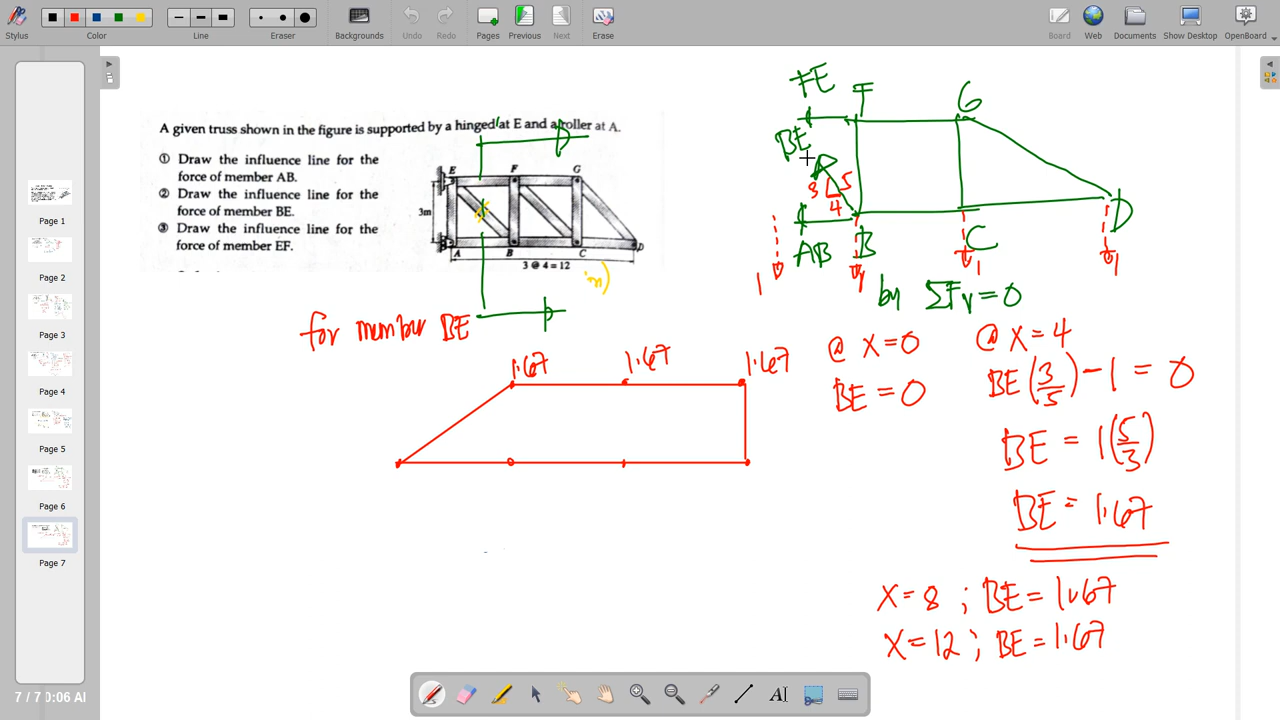 Stylus
Color
Line
Eraser
Backgrounds
Undo
Redo
Pages
Previous
Next
Erase
Board
Web
Documents
Show Desktop
OpenBoard
Page 1
Page 2
Page 3
Page 4
Page 5
Page 6
Page 7
A given truss shown in the figure is supported by a hinged at E and a roller at A.
① Draw the influence line for the
force of member AB.
② Draw the influence line for the
force of member BE.
③ Draw the influence line for the
force of member EF.
E F G
3m
A B C D
3 @ 4 = 12
(m)
FE F G
BE
3 5
4
AB B C D
1 1 1 1
by ΣFv = 0
for member BE
1.67 1.67 1.67
@ X = 0
BE = 0
@ X = 4
BE(3/5) - 1 = 0
BE = 1(5/3)
BE = 1.67
X = 8 ; BE = 1.67
X = 12 ; BE = 1.67
7 / 7